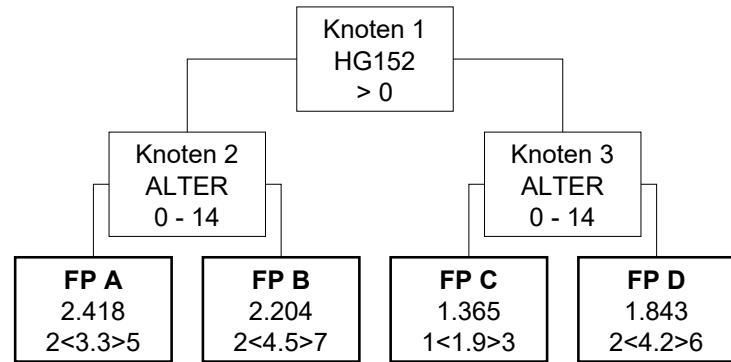 Knoten 1
HG152
> 0
Knoten 2
ALTER
0 - 14
Knoten 3
ALTER
0 - 14
FP A
2.418
2<3.3>5
FP B
2.204
2<4.5>7
FP C
1.365
1<1.9>3
FP D
1.843
2<4.2>6